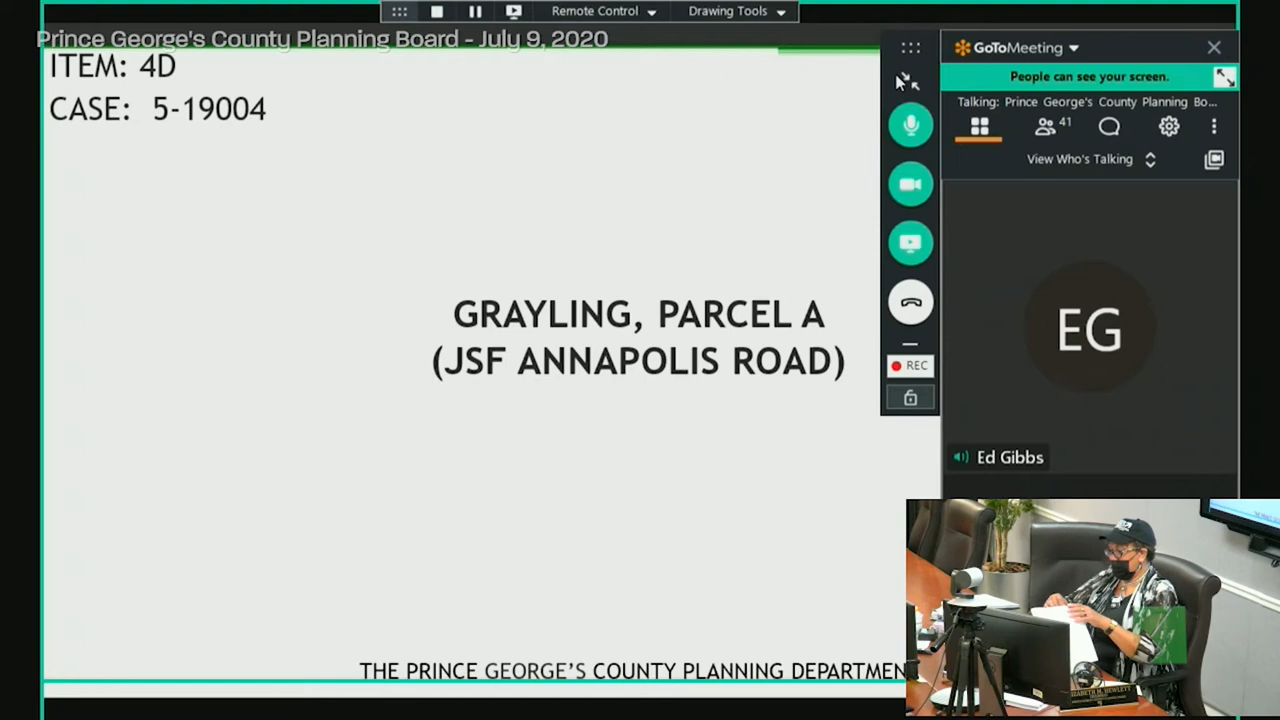 Remote Control
Drawing Tools
Prince George's County Planning Board - July 9, 2020
ITEM: 4D
CASE: 5-19004
GoToMeeting
People can see your screen.
Talking: Prince George's County Planning Bo...
41
View Who's Talking
GRAYLING, PARCEL A
(JSF ANNAPOLIS ROAD)
REC
EG
Ed Gibbs
THE PRINCE GEORGE'S COUNTY PLANNING DEPARTMEN
HEWLETT